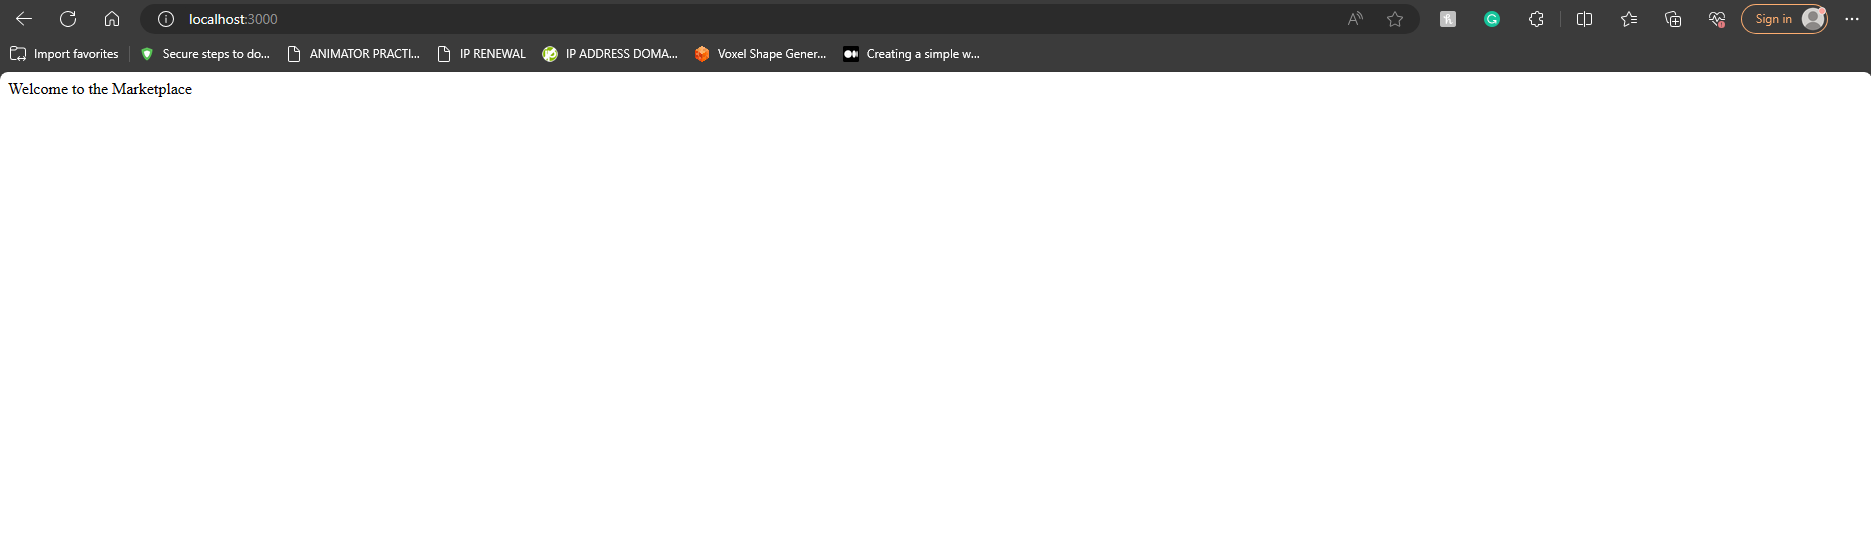 localhost:3000
Sign in
Import favorites
Secure steps to do...
ANIMATOR PRACTI...
IP RENEWAL
IP ADDRESS DOMA...
Voxel Shape Gener...
Creating a simple w...
Welcome to the Marketplace